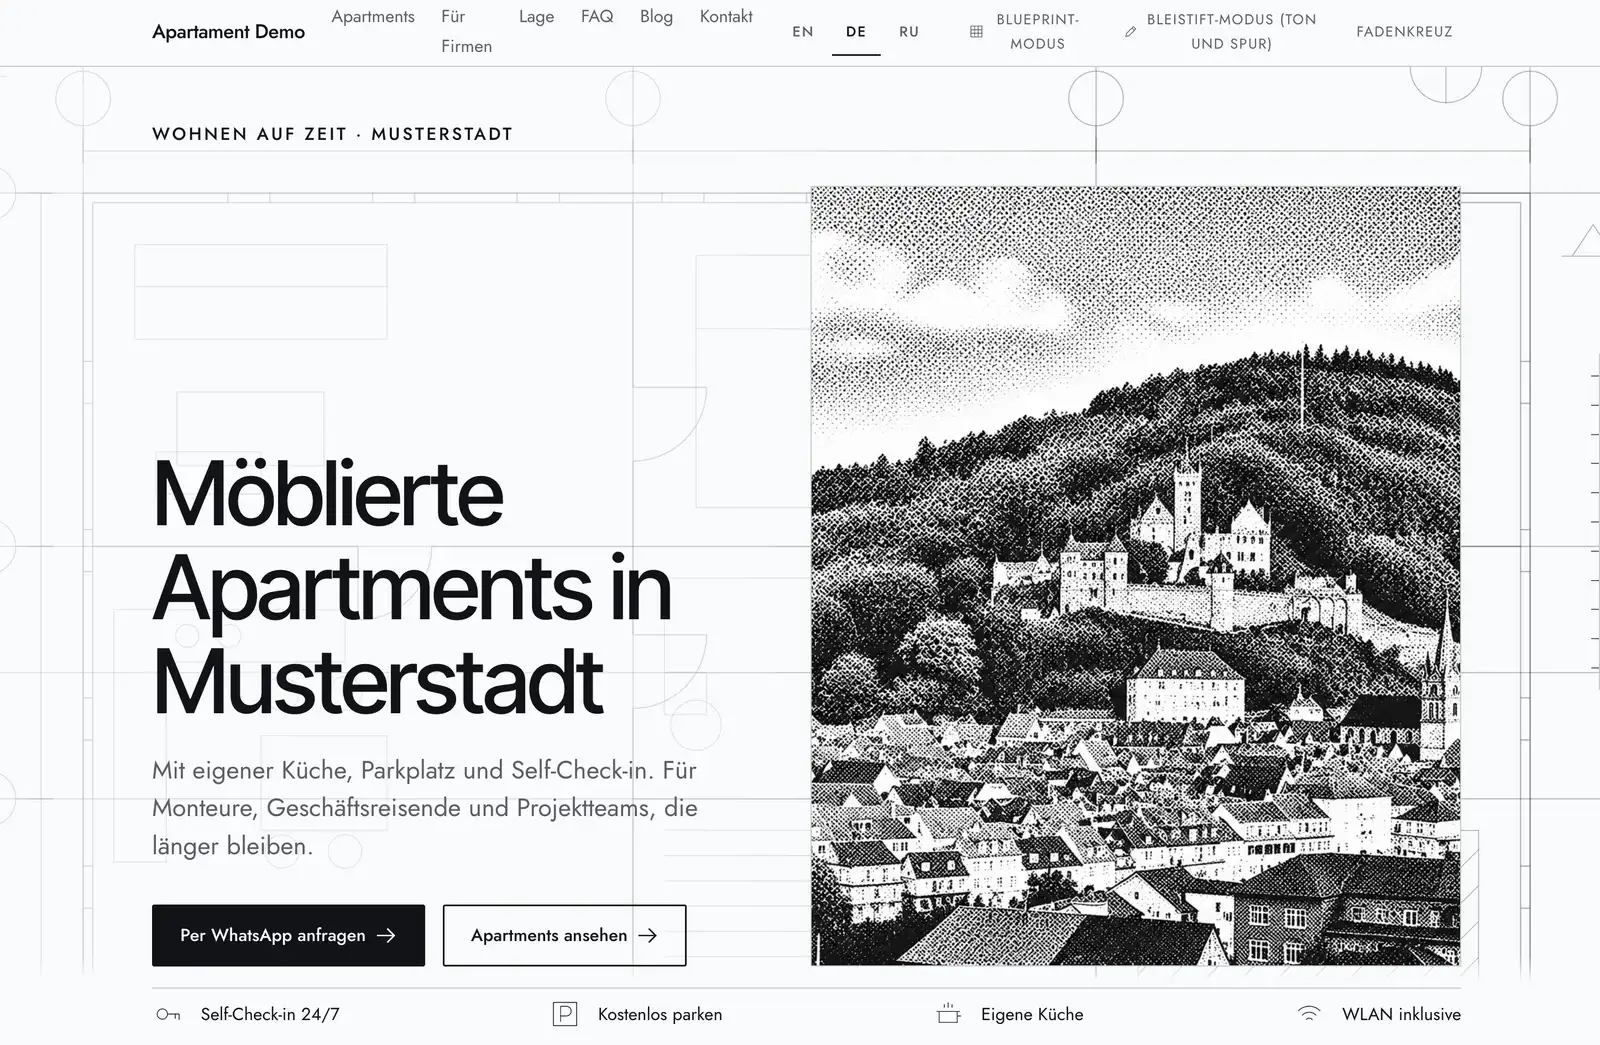 Apartament Demo
Apartments
Für
Firmen
Lage
FAQ
Blog
Kontakt
EN
DE
RU
BLUEPRINT-
MODUS
BLEISTIFT-MODUS (TON
UND SPUR)
FADENKREUZ
WOHNEN AUF ZEIT · MUSTERSTADT
Möblierte
Apartments in
Musterstadt
Mit eigener Küche, Parkplatz und Self-Check-in. Für
Monteure, Geschäftsreisende und Projektteams, die
länger bleiben.
Per WhatsApp anfragen →
Apartments ansehen →
Self-Check-in 24/7
P
Kostenlos parken
Eigene Küche
WLAN inklusive